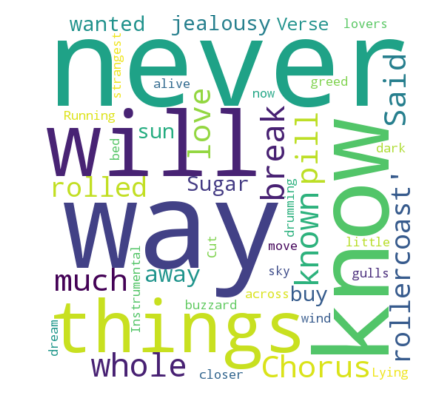 wanted jealousy Verse lovers
never
strangest alive greed now
Running
will
sun love break pill Said
bed dark
rolled Sugar
way
known know
drumming
rollercoast'
Cut move little
much away Instrumental sky gulls
things
buzzard across buy wind
dream whole closer Chorus Lying